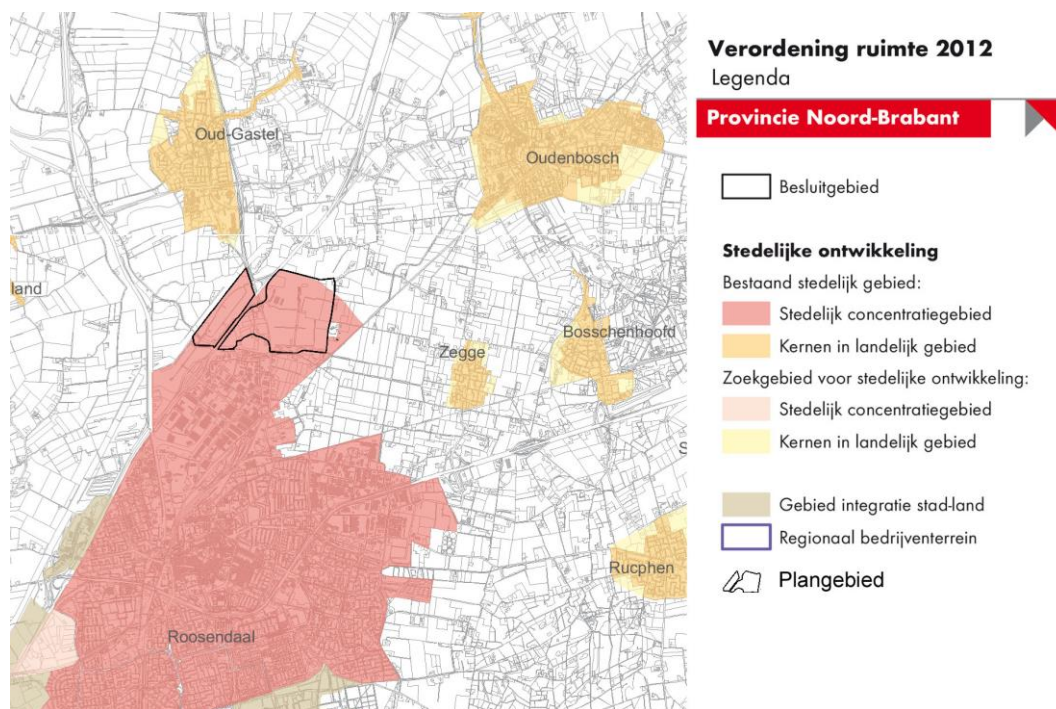 Oud-Gastel
Oudenbosch
land
Bosschenhoofd
Zegge
S
Rucphen
Roosendaal
Verordening ruimte 2012
Legenda
Provincie Noord-Brabant
Besluitgebied
Stedelijke ontwikkeling
Bestaand stedelijk gebied:
Stedelijk concentratiegebied
Kernen in landelijk gebied
Zoekgebied voor stedelijke ontwikkeling:
Stedelijk concentratiegebied
Kernen in landelijk gebied
Gebied integratie stad-land
Regionaal bedrijventerrein
Plangebied